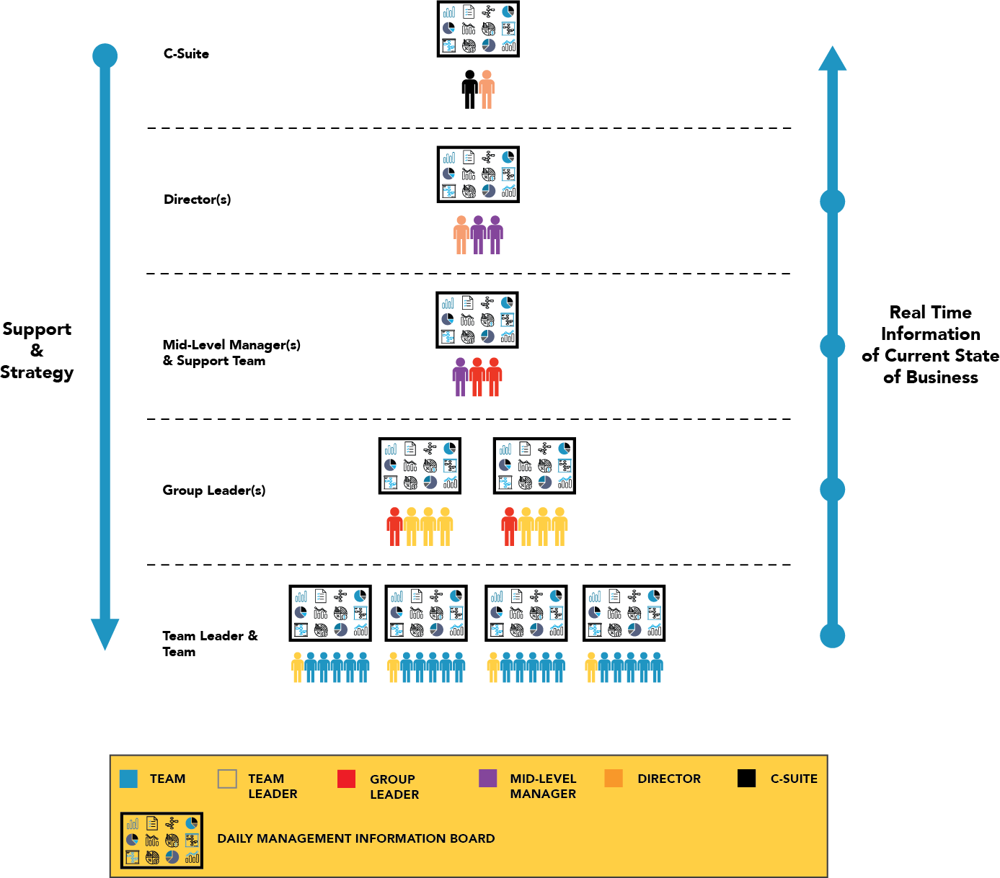 C-Suite
Director(s)
Support
&
Strategy
Mid-Level Manager(s)
& Support Team
Real Time
Information
of Current State
of Business
Group Leader(s)
Team Leader &
Team
TEAM
TEAM
LEADER
GROUP
LEADER
MID-LEVEL
MANAGER
DIRECTOR
C-SUITE
DAILY MANAGEMENT INFORMATION BOARD